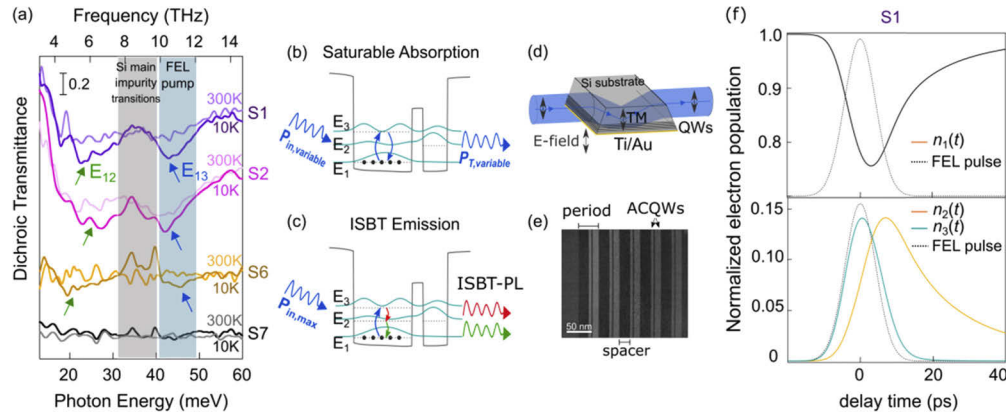 (a)
Frequency (THz)
4 6 8 10 12 14
0.2
Si main
impurity
transitions
FEL
pump
300K
10K
S1
E12
E13
300K
10K
S2
300K
10K
S6
300K
10K
S7
Dichroic Transmittance
20 30 40 50 60
Photon Energy (meV)
(b)
Saturable Absorption
E3
E2
E1
Pin,variable
PT,variable
(c)
ISBT Emission
E3
E2
E1
Pin,max
ISBT-PL
(d)
Si substrate
TM
QWs
E-field
Ti/Au
(e)
period
ACQWs
50 nm
spacer
(f)
S1
1.0
0.9
0.8
0.7
n1(t)
FEL pulse
0.15
0.10
0.05
0.00
n2(t)
n3(t)
FEL pulse
Normalized electron population
0 20 40
delay time (ps)